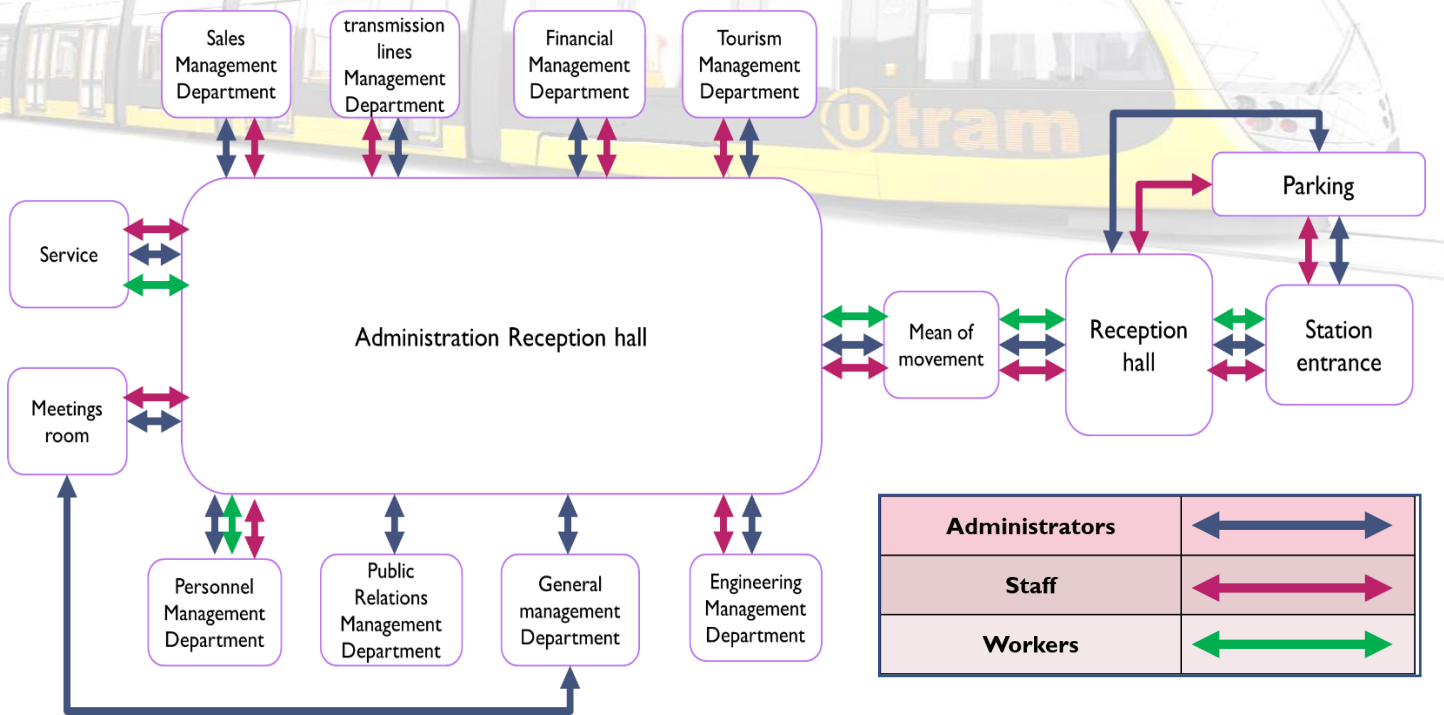 Sales
Management
Department
transmission
lines
Management
Department
Financial
Management
Department
Tourism
Management
Department
utram
Parking
Service
Administration Reception hall
Mean of
movement
Reception
hall
Station
entrance
Meetings
room
Personnel
Management
Department
Public
Relations
Management
Department
General
management
Department
Engineering
Management
Department
Administrators
Staff
Workers